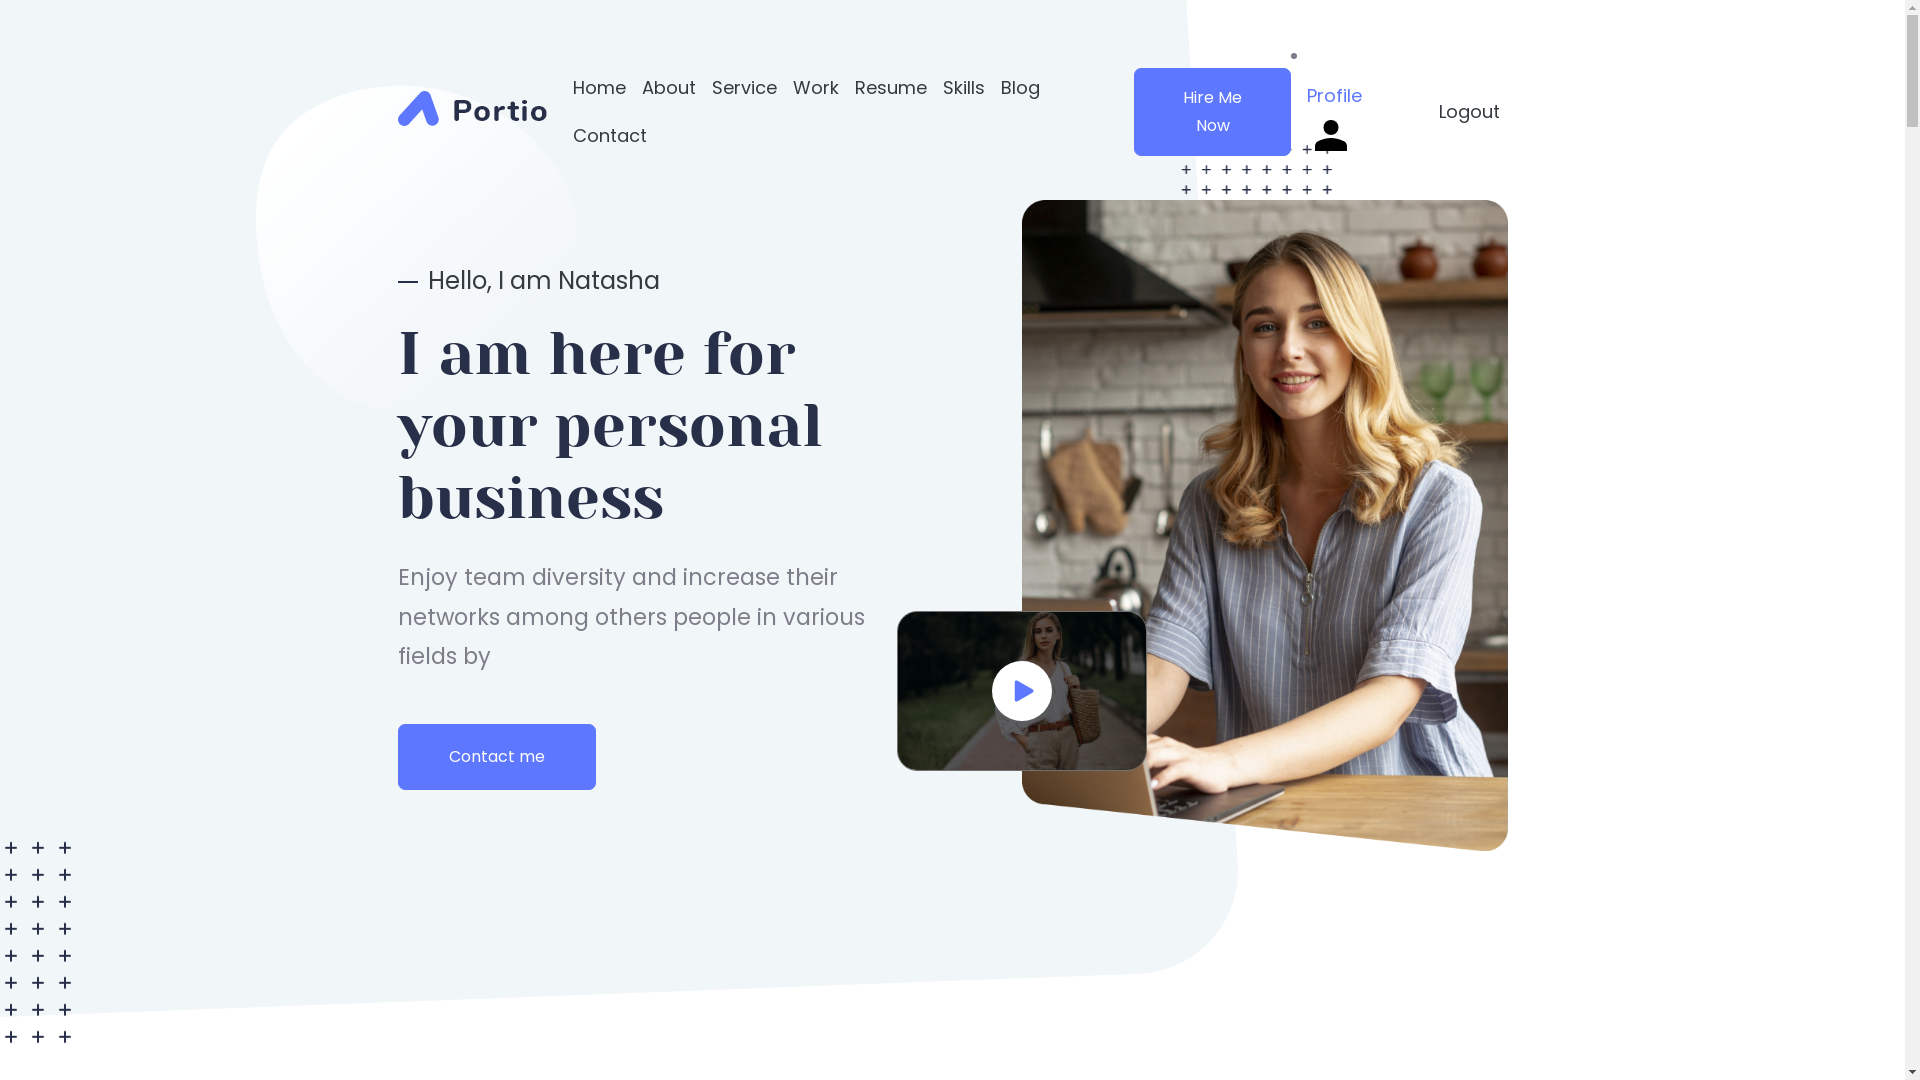 Portio
Home About Service Work Resume Skills Blog
Contact
Hire Me
Now
Profile
Logout
Hello, I am Natasha
I am here for
your personal
business
Enjoy team diversity and increase their
networks among others people in various
fields by
Contact me